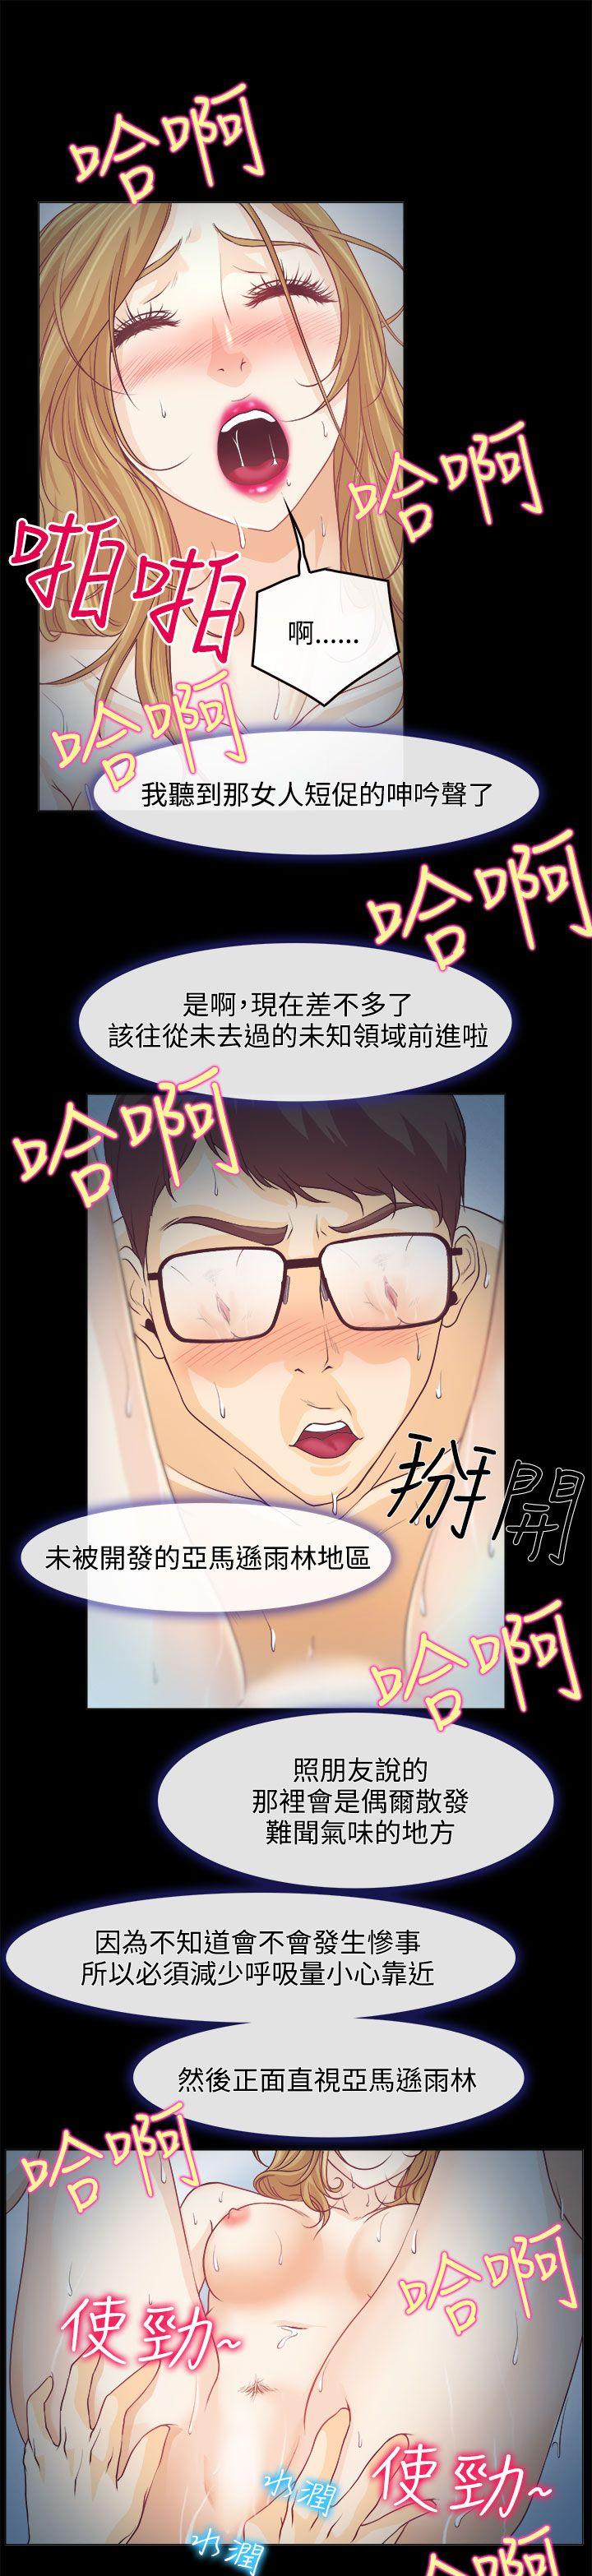 哈啊
哈啊
啪啪
啊……
哈啊
我聽到那女人短促的呻吟聲了
哈啊
是啊,現在差不多了
該往從未去過的未知領域前進啦
哈啊
掰開
未被開發的亞馬遜雨林地區
哈啊
照朋友說的
那裡會是偶爾散發
難聞氣味的地方
因為不知道會不會發生慘事
所以必須減少呼吸量小心靠近
然後正面直視亞馬遜雨林
哈啊
哈啊
使勁~
使勁~
水潤
水潤
哈啊